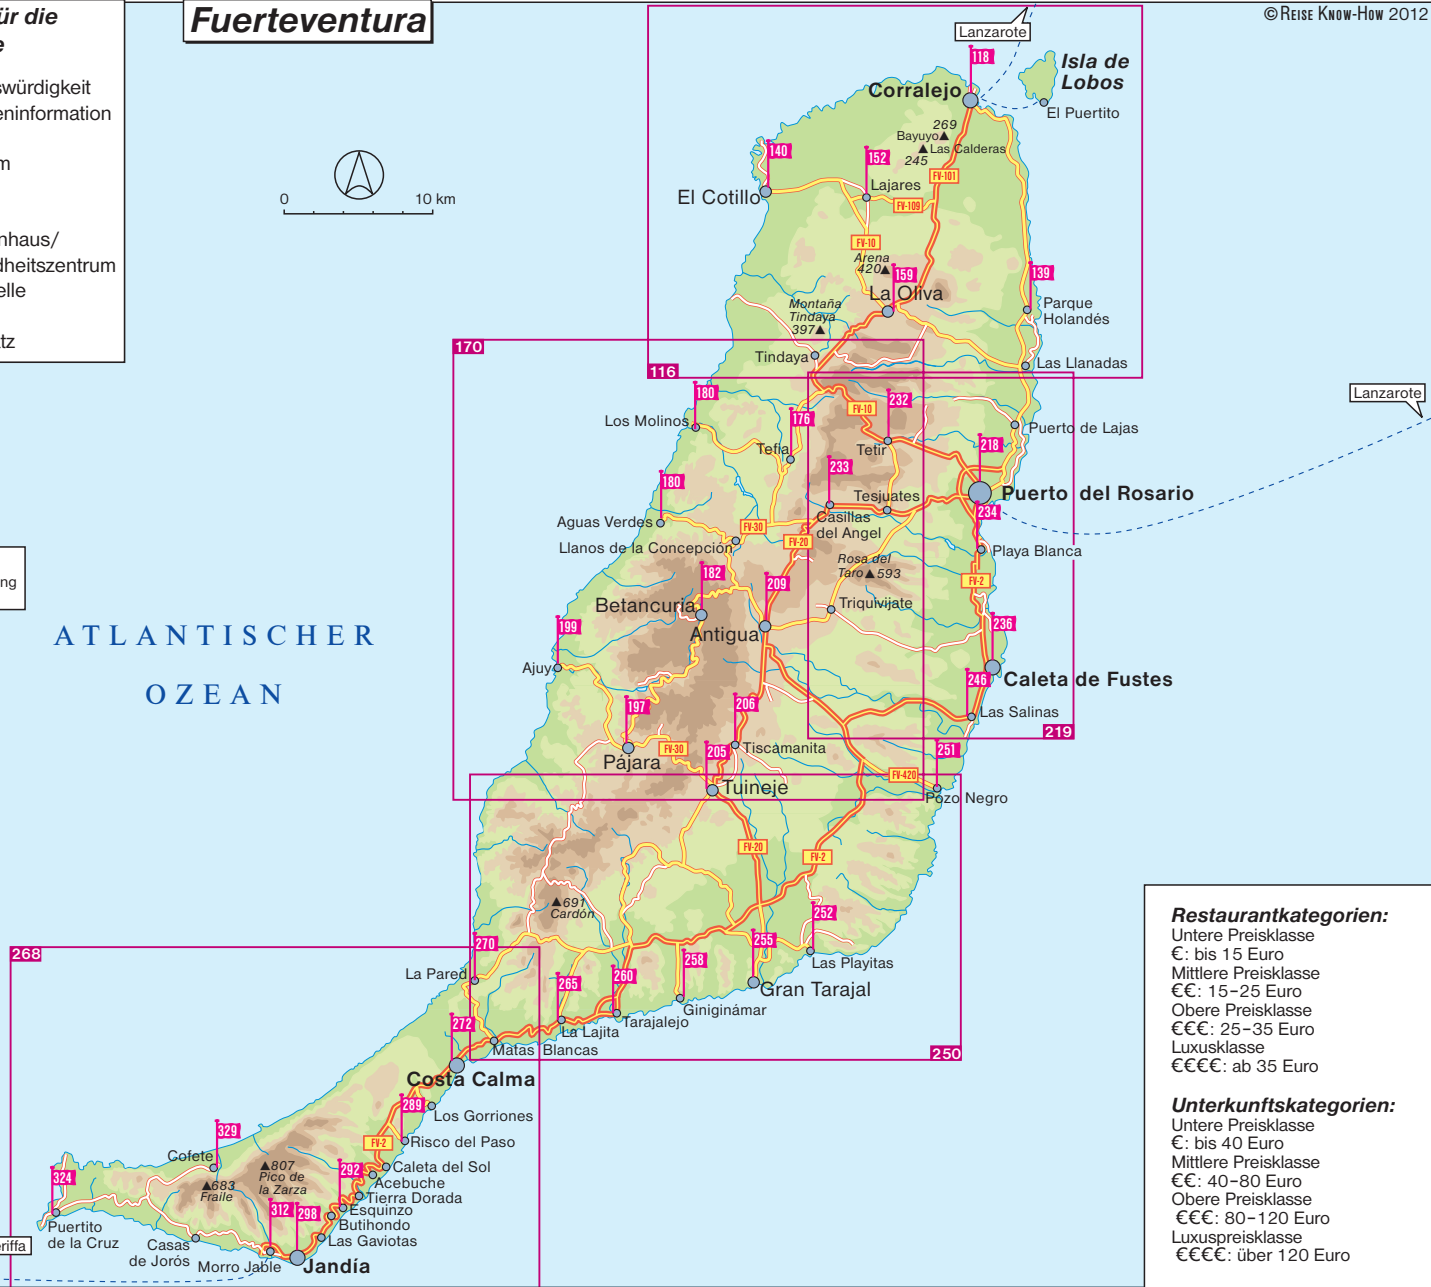 Fuerteventura
©REISE KNOW-HOW 2012
ür die
e
swürdigkeit
eninformation
m
nhaus/
dheitszentrum
elle
tz
0 10 km
Lanzarote
118
Isla de
Lobos
Corralejo
El Puertito
269
Bayuyo
Las Calderas
245
140
152
FV-101
Lajares
El Cotillo
FV-109
FV-10
Arena
420
159
139
La Oliva
Montaña
Tindaya
397
Parque
Holandés
170
Tindaya
Las Llanadas
116
180
232
Lanzarote
176
FV-10
Los Molinos
Puerto de Lajas
Tefía
Tetir
218
233
180
Tesjuates
Puerto del Rosario
Aguas Verdes
FV-30
Casillas
del Angel
234
Llanos de la Concepción
FV-20
Playa Blanca
ng
Rosa del
Taro 593
182
209
FV-2
Betancuria
Triquivijate
236
ATLANTISCHER
OZEAN
199
Antigua
Ajuy
246
Caleta de Fustes
197
206
Las Salinas
219
205
FV-30
Tiscamanita
251
Pájara
FV-420
Tuineje
Pozo Negro
FV-20
FV-2
691
Cardón
252
255
270
268
258
Las Playitas
La Pared
265
260
Gran Tarajal
Giniginámar
272
Tarajalejo
La Lajita
Matas Blancas
250
Costa Calma
289
Los Gorriones
329
FV-2
Risco del Paso
Cofete
807
Pico de
la Zarza
292
Caleta del Sol
324
683
Fraile
Acebuche
Tierra Dorada
312
298
Esquinzo
Butihondo
Puertito
de la Cruz
Las Gaviotas
Casas
de Jorós
eriffa
Morro Jable
Jandía
Restaurantkategorien:
Untere Preisklasse
€: bis 15 Euro
Mittlere Preisklasse
€€: 15–25 Euro
Obere Preisklasse
€€€: 25–35 Euro
Luxusklasse
€€€€: ab 35 Euro
Unterkunftskategorien:
Untere Preisklasse
€: bis 40 Euro
Mittlere Preisklasse
€€: 40–80 Euro
Obere Preisklasse
€€€: 80–120 Euro
Luxuspreisklasse
€€€€: über 120 Euro